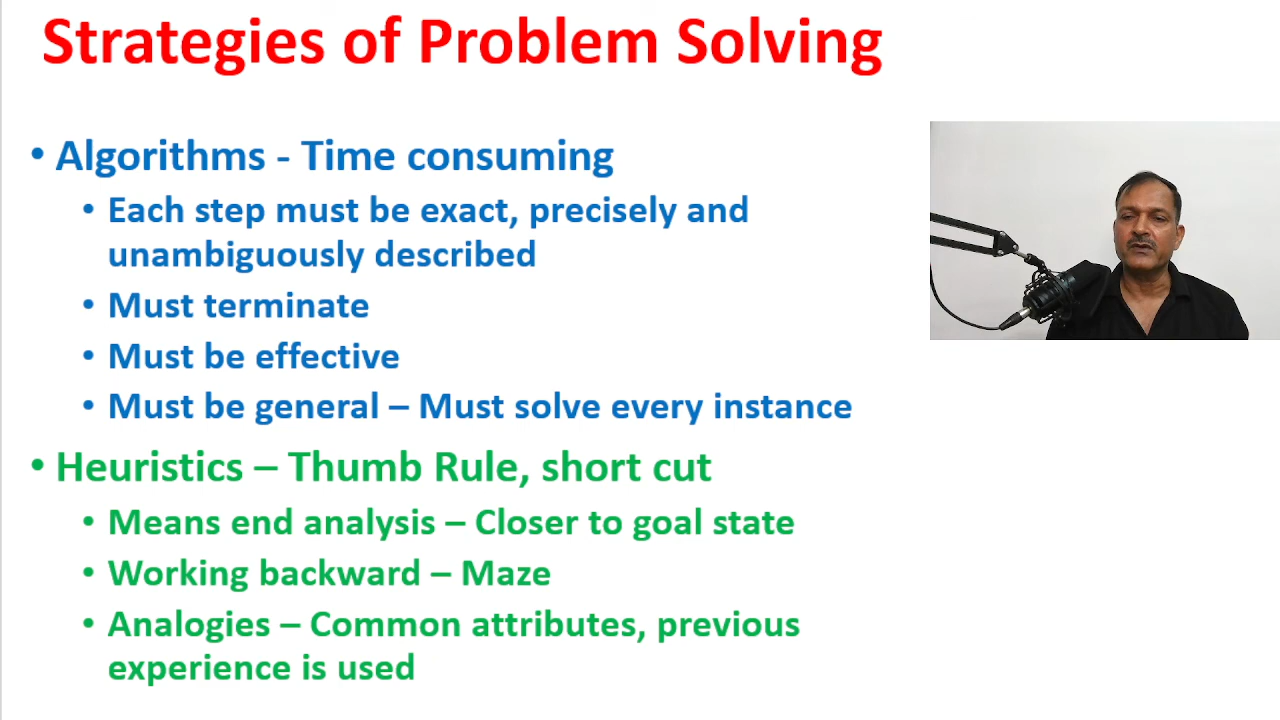 Strategies of Problem Solving
• Algorithms - Time consuming
• Each step must be exact, precisely and
unambiguously described
• Must terminate
• Must be effective
• Must be general – Must solve every instance
• Heuristics – Thumb Rule, short cut
• Means end analysis – Closer to goal state
• Working backward – Maze
• Analogies – Common attributes, previous
experience is used